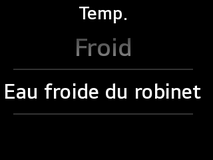 Temp.
Froid
Eau froide du robinet